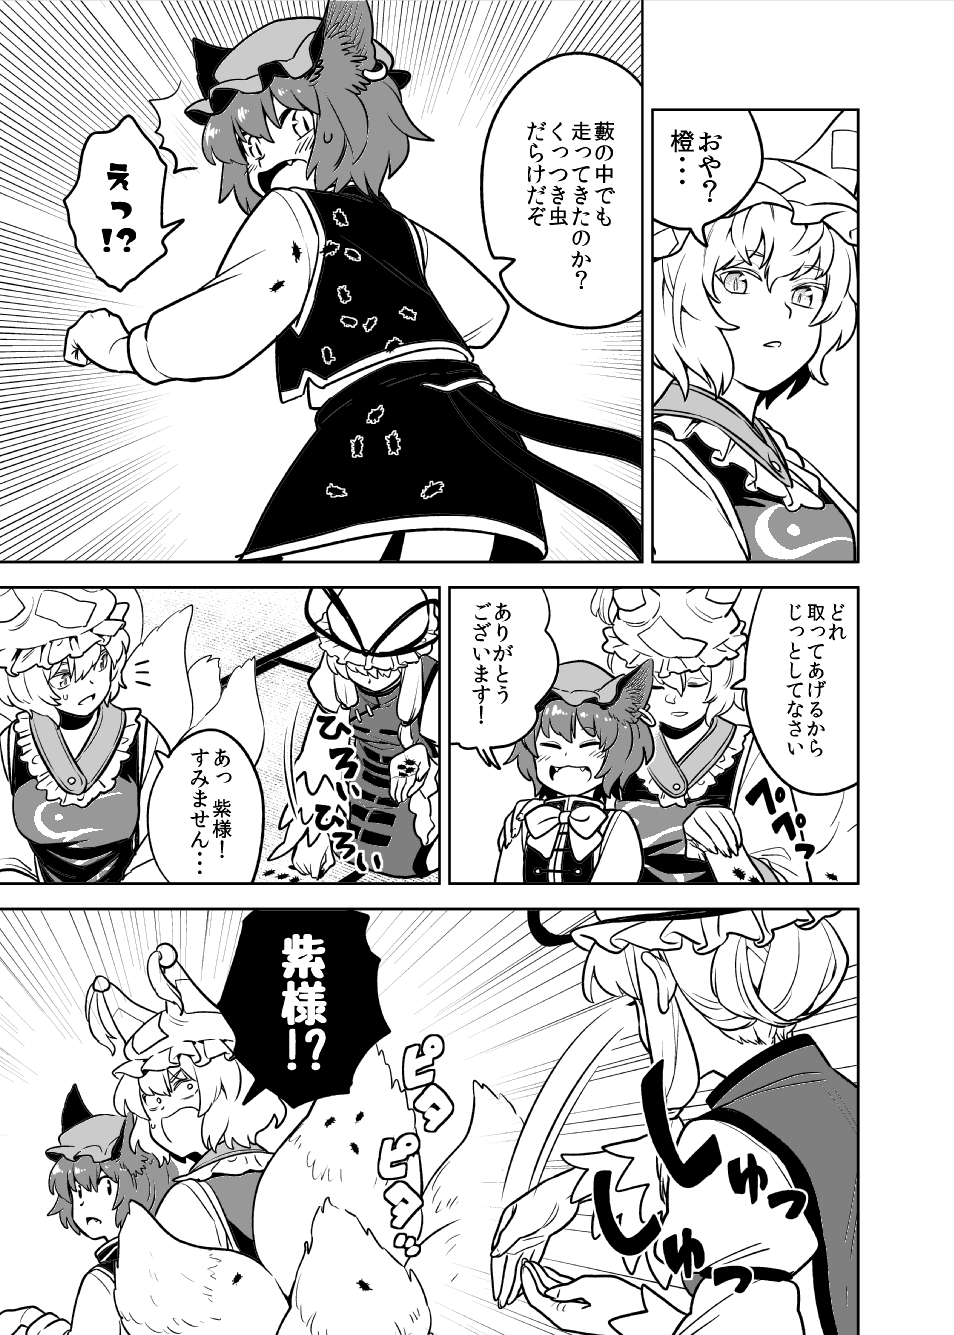 おや？
橙・・・
藪の中でも
走ってきたのか？
くっつき虫
だらけだぞ
えっ
!?
どれ
取ってあげるから
じっとしてなさい
ペッ
ペッ
ありがとう
ございます！
ひろい
ひろい
あっ 紫様！
すみません・・・
しゅっ
しゅっ
紫様!?
ピタ
ピタッ